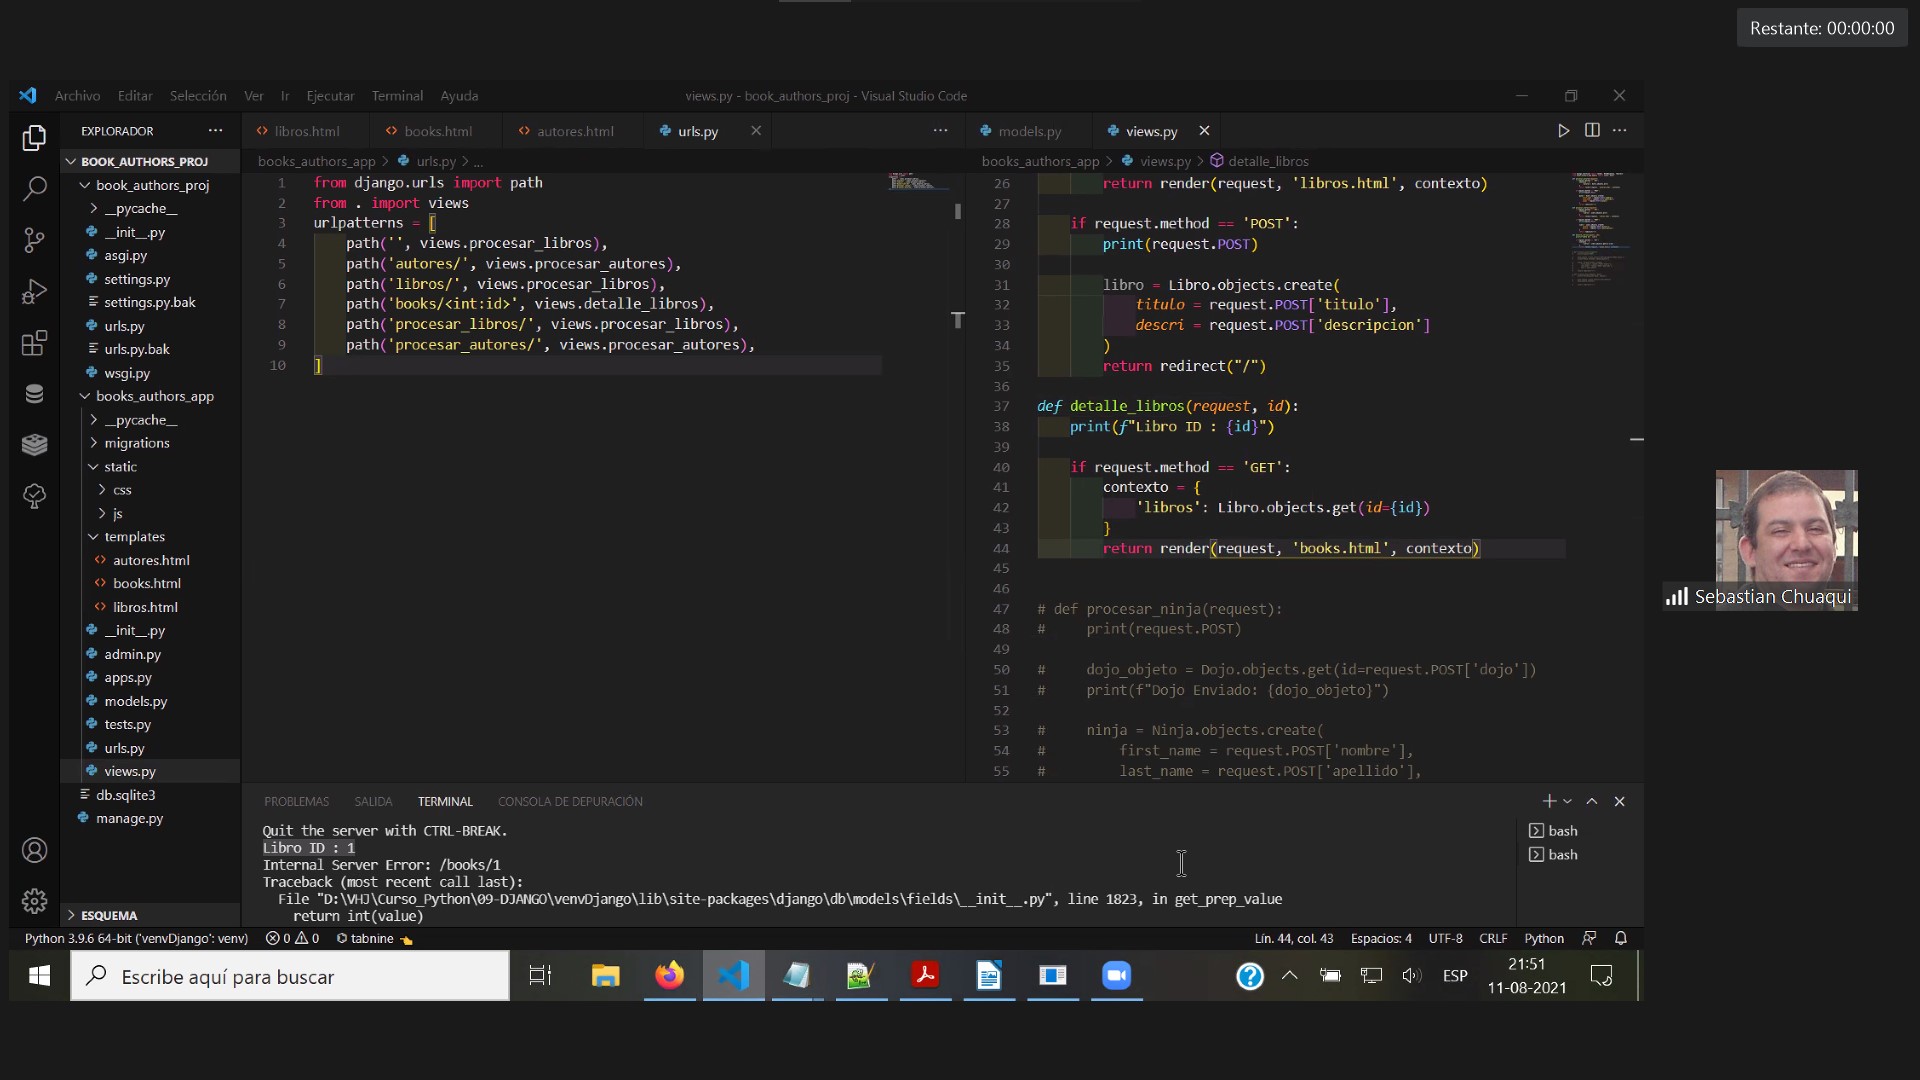 Restante: 00:00:00
Archivo Editar Selección Ver Ir Ejecutar Terminal Ayuda
views.py - book_authors_proj - Visual Studio Code
EXPLORADOR
BOOK_AUTHORS_PROJ
book_authors_proj
__pycache__
__init__.py
asgi.py
settings.py
settings.py.bak
urls.py
urls.py.bak
wsgi.py
books_authors_app
__pycache__
migrations
static
css
js
templates
autores.html
books.html
libros.html
__init__.py
admin.py
apps.py
models.py
tests.py
urls.py
views.py
db.sqlite3
manage.py
ESQUEMA
libros.html books.html autores.html urls.py
books_authors_app > urls.py > ...
1 from django.urls import path
2 from . import views
3 urlpatterns = [
4 path('', views.procesar_libros),
5 path('autores/', views.procesar_autores),
6 path('libros/', views.procesar_libros),
7 path('books/<int:id>', views.detalle_libros),
8 path('procesar_libros/', views.procesar_libros),
9 path('procesar_autores/', views.procesar_autores),
10 ]
models.py views.py
books_authors_app > views.py > detalle_libros
26 return render(request, 'libros.html', contexto)
27
28 if request.method == 'POST':
29 print(request.POST)
30
31 libro = Libro.objects.create(
32 titulo = request.POST['titulo'],
33 descri = request.POST['descripcion']
34 )
35 return redirect("/")
36
37 def detalle_libros(request, id):
38 print(f"Libro ID : {id}")
39
40 if request.method == 'GET':
41 contexto = {
42 'libros': Libro.objects.get(id={id})
43 }
44 return render(request, 'books.html', contexto)
45
46
47 # def procesar_ninja(request):
48 # print(request.POST)
49
50 # dojo_objeto = Dojo.objects.get(id=request.POST['dojo'])
51 # print(f"Dojo Enviado: {dojo_objeto}")
52
53 # ninja = Ninja.objects.create(
54 # first_name = request.POST['nombre'],
55 # last_name = request.POST['apellido'],
PROBLEMAS SALIDA TERMINAL CONSOLA DE DEPURACIÓN
Quit the server with CTRL-BREAK.
Libro ID : 1
Internal Server Error: /books/1
Traceback (most recent call last):
File "D:\VHJ\Curso_Python\09-DJANGO\venvDjango\lib\site-packages\django\db\models\fields\__init__.py", line 1823, in get_prep_value
return int(value)
bash
bash
Python 3.9.6 64-bit ('venvDjango': venv) 0 0 tabnine
Lín. 44, col. 43 Espacios: 4 UTF-8 CRLF Python
Escribe aquí para buscar
ESP
21:51
11-08-2021
Sebastian Chuaqui